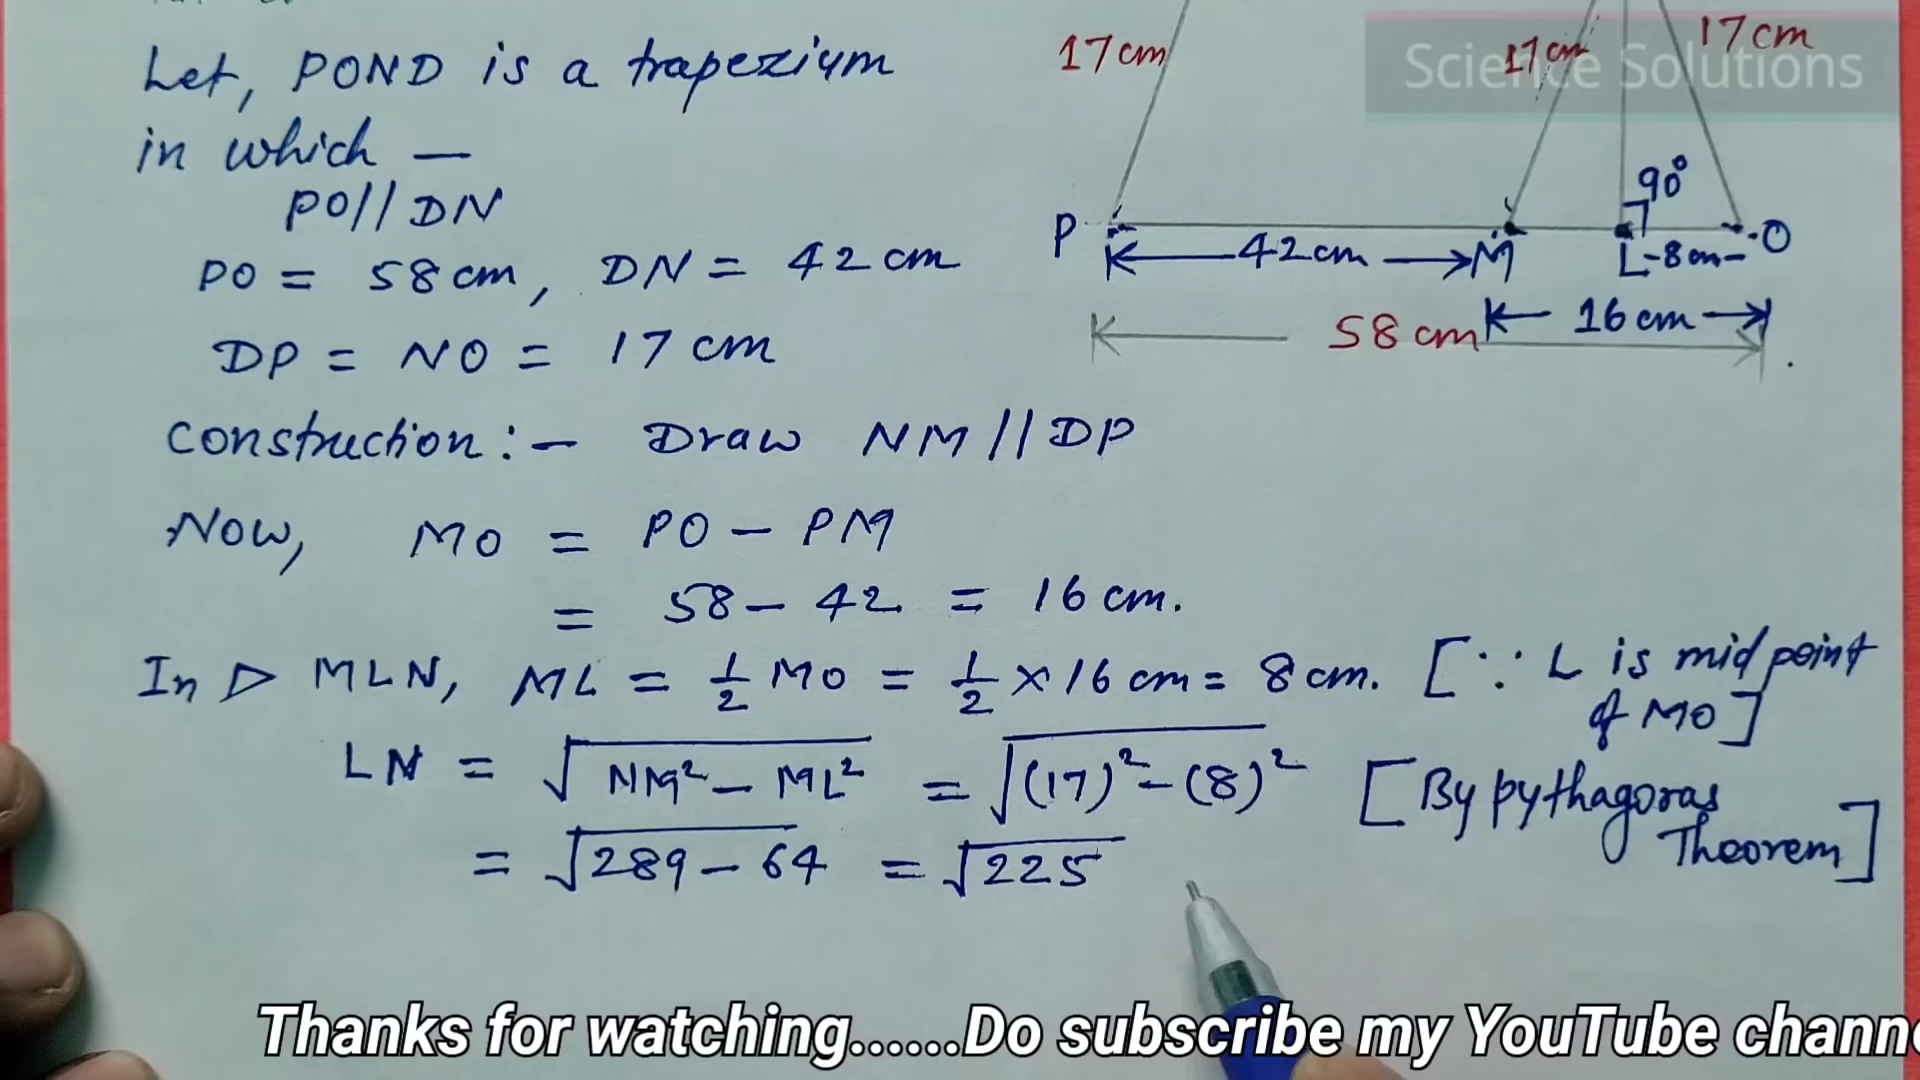 Let, POND is a trapezium
in which —
PO//DN
PO = 58 cm, DN = 42 cm
DP = NO = 17 cm
Construction:- Draw NM//DP
Now, MO = PO - PM
= 58 - 42 = 16 cm.
In ▷ MLN, ML = 1/2 MO = 1/2 × 16 cm = 8 cm. [∵ L is mid point
of MO]
LN = √NM² - ML² = √(17)² - (8)² [By pythagoras
Theorem]
= √289 - 64 = √225
17 cm
17 cm
17 cm
Science Solutions
90°
P
42 cm
M
L - 8 cm -
O
58 cm
16 cm
Thanks for watching......Do subscribe my YouTube chann